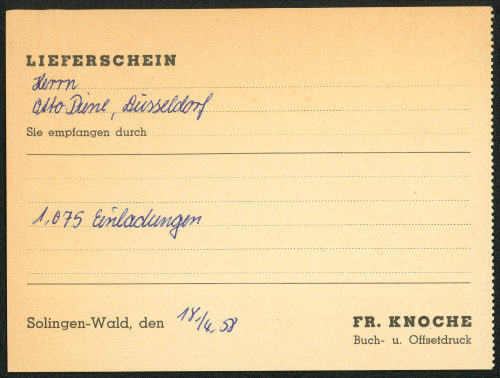 LIEFERSCHEIN
Herrn
Otto Piene, Düsseldorf
Sie empfangen durch
1.075 Einladungen
Solingen-Wald, den 18/4. 58
FR. KNOCHE
Buch- u. Offsetdruck